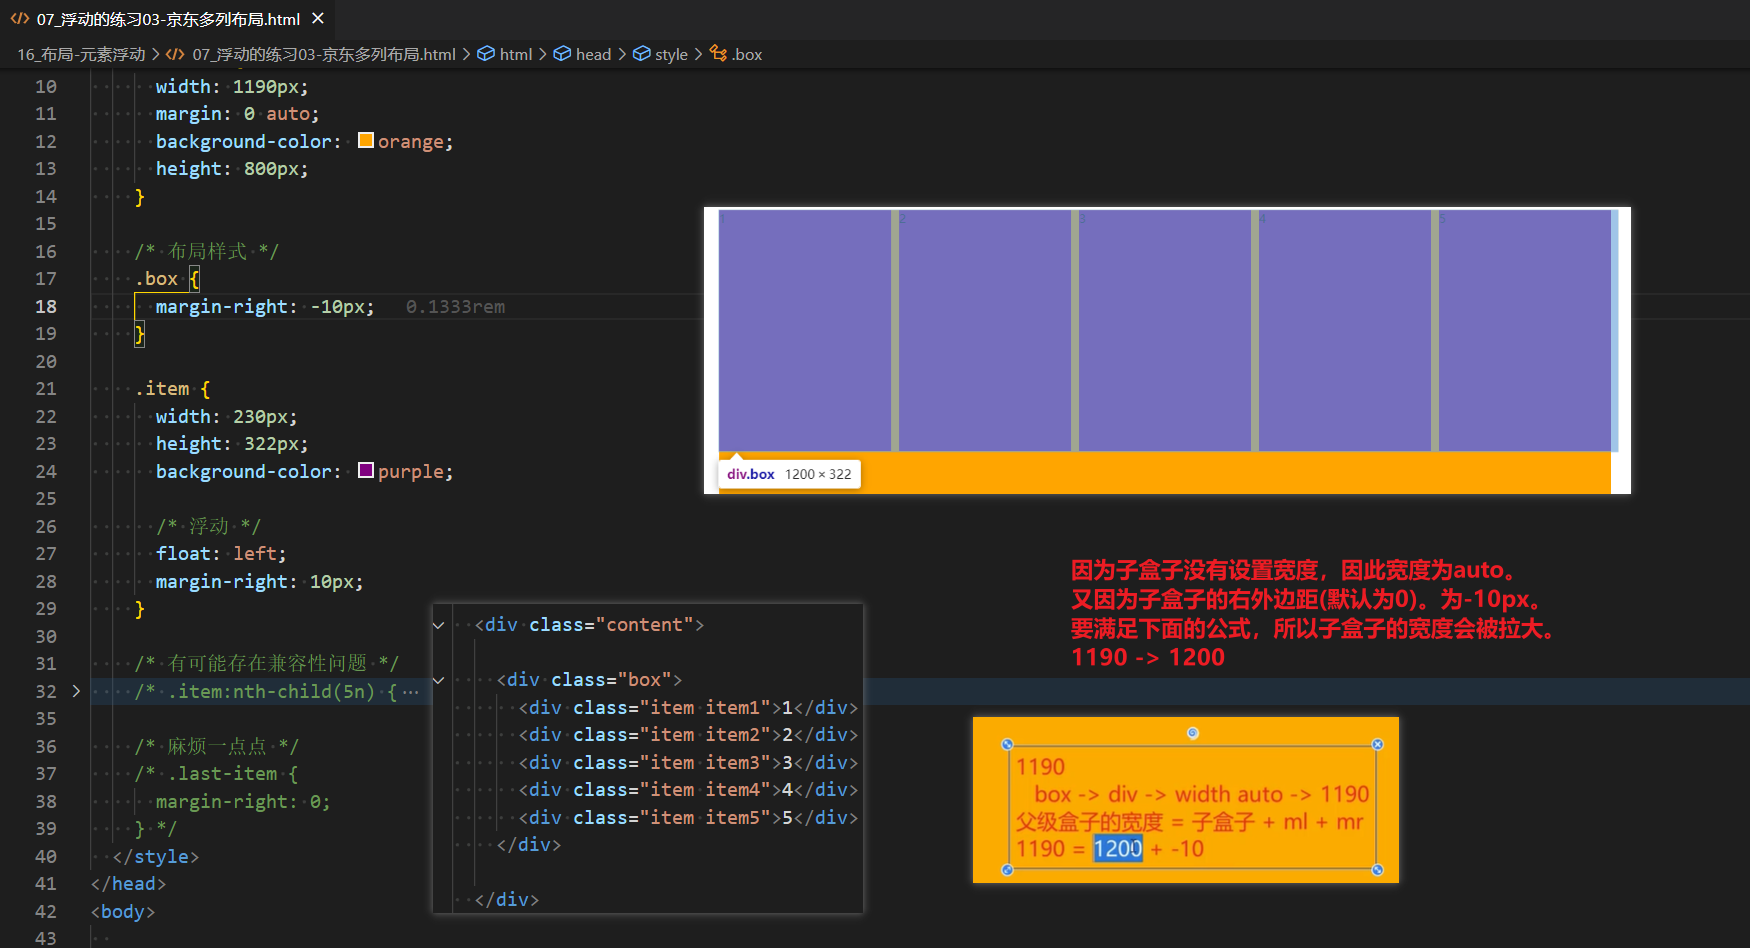 07_浮动的练习03-京东多列布局.html
16_布局-元素浮动 > 07_浮动的练习03-京东多列布局.html > html > head > style > .box
10 width: 1190px;
11 margin: 0 auto;
12 background-color: orange;
13 height: 800px;
14 }
15
16 /* 布局样式 */
17 .box {
18 margin-right: -10px; 0.1333rem
19 }
20
21 .item {
22 width: 230px;
23 height: 322px;
24 background-color: purple;
25
26 /* 浮动 */
27 float: left;
28 margin-right: 10px;
29 }
30
31 /* 有可能存在兼容性问题 */
32 /* .item:nth-child(5n) {···
35
36 /* 麻烦一点点 */
37 /* .last-item {
38 margin-right: 0;
39 } */
40 </style>
41 </head>
42 <body>
43
1 2 3 4 5
div.box 1200 × 322
<div class="content">
<div class="box">
<div class="item item1">1</div>
<div class="item item2">2</div>
<div class="item item3">3</div>
<div class="item item4">4</div>
<div class="item item5">5</div>
</div>
</div>
因为子盒子没有设置宽度，因此宽度为auto。
又因为子盒子的右外边距(默认为0)。为-10px。
要满足下面的公式，所以子盒子的宽度会被拉大。
1190 -> 1200
1190
box -> div -> width auto -> 1190
父级盒子的宽度 = 子盒子 + ml + mr
1190 = 1200 + -10